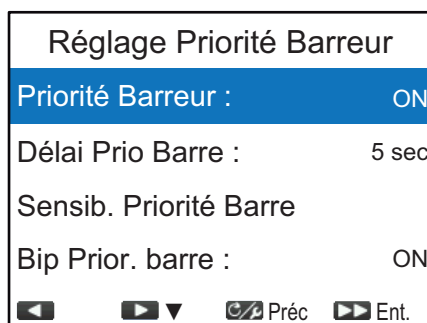 Réglage Priorité Barreur
Priorité Barreur : ON
Délai Prio Barre : 5 sec
Sensib. Priorité Barre
Bip Prior. barre : ON
▼ C/ Préc Ent.